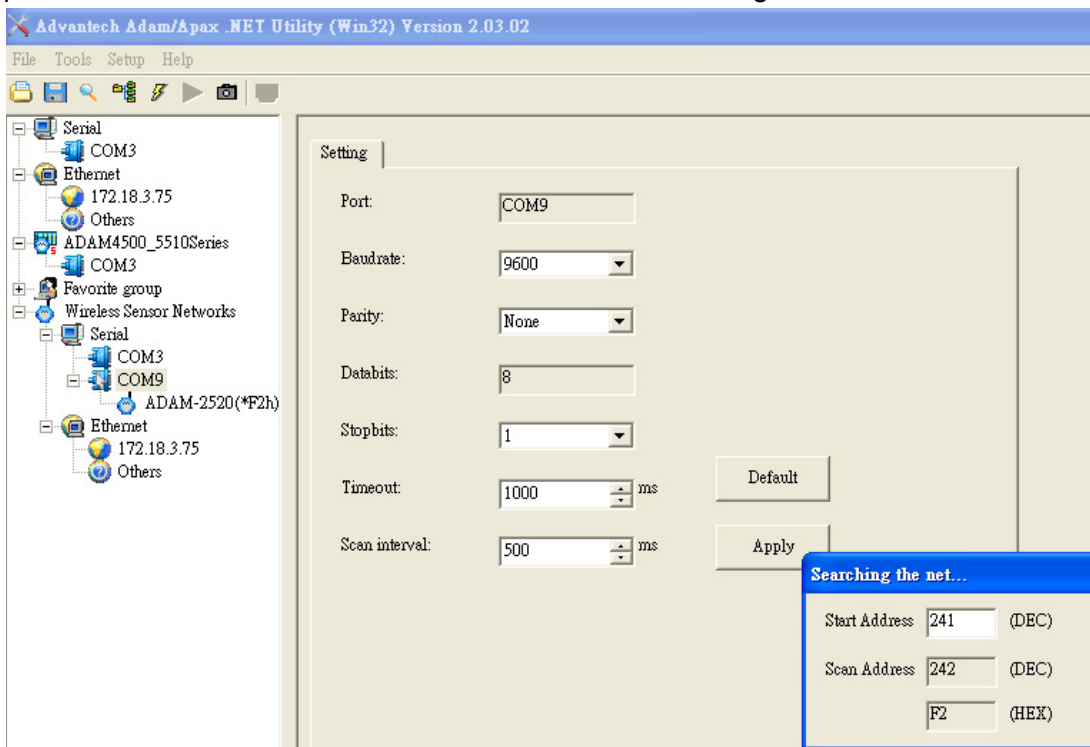 Advantech Adam/Apax .NET Utility (Win32) Version 2.03.02
File Tools Setup Help
Serial
COM3
Ethernet
172.18.3.75
Others
ADAM4500_5510Series
COM3
Favorite group
Wireless Sensor Networks
Serial
COM3
COM9
ADAM-2520(*F2h)
Ethernet
172.18.3.75
Others
Setting
Port: COM9
Baudrate: 9600
Parity: None
Databits: 8
Stopbits: 1
Timeout: 1000 ms
Default
Scan interval: 500 ms
Apply
Searching the net...
Start Address 241 (DEC)
Scan Address 242 (DEC)
F2 (HEX)